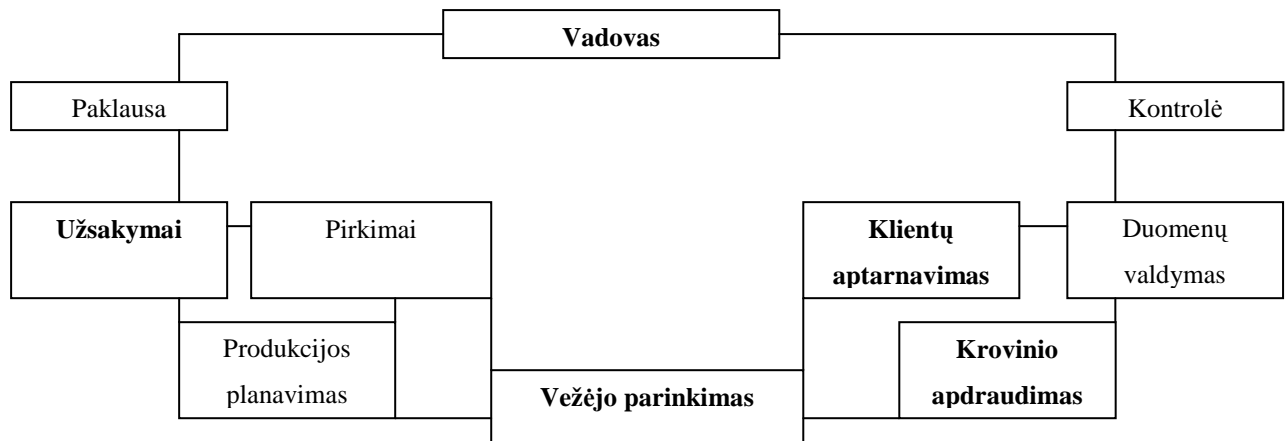 Vadovas
Paklausa
Kontrolė
Užsakymai
Pirkimai
Klientų
aptarnavimas
Duomenų
valdymas
Produkcijos
planavimas
Vežėjo parinkimas
Krovinio
apdraudimas